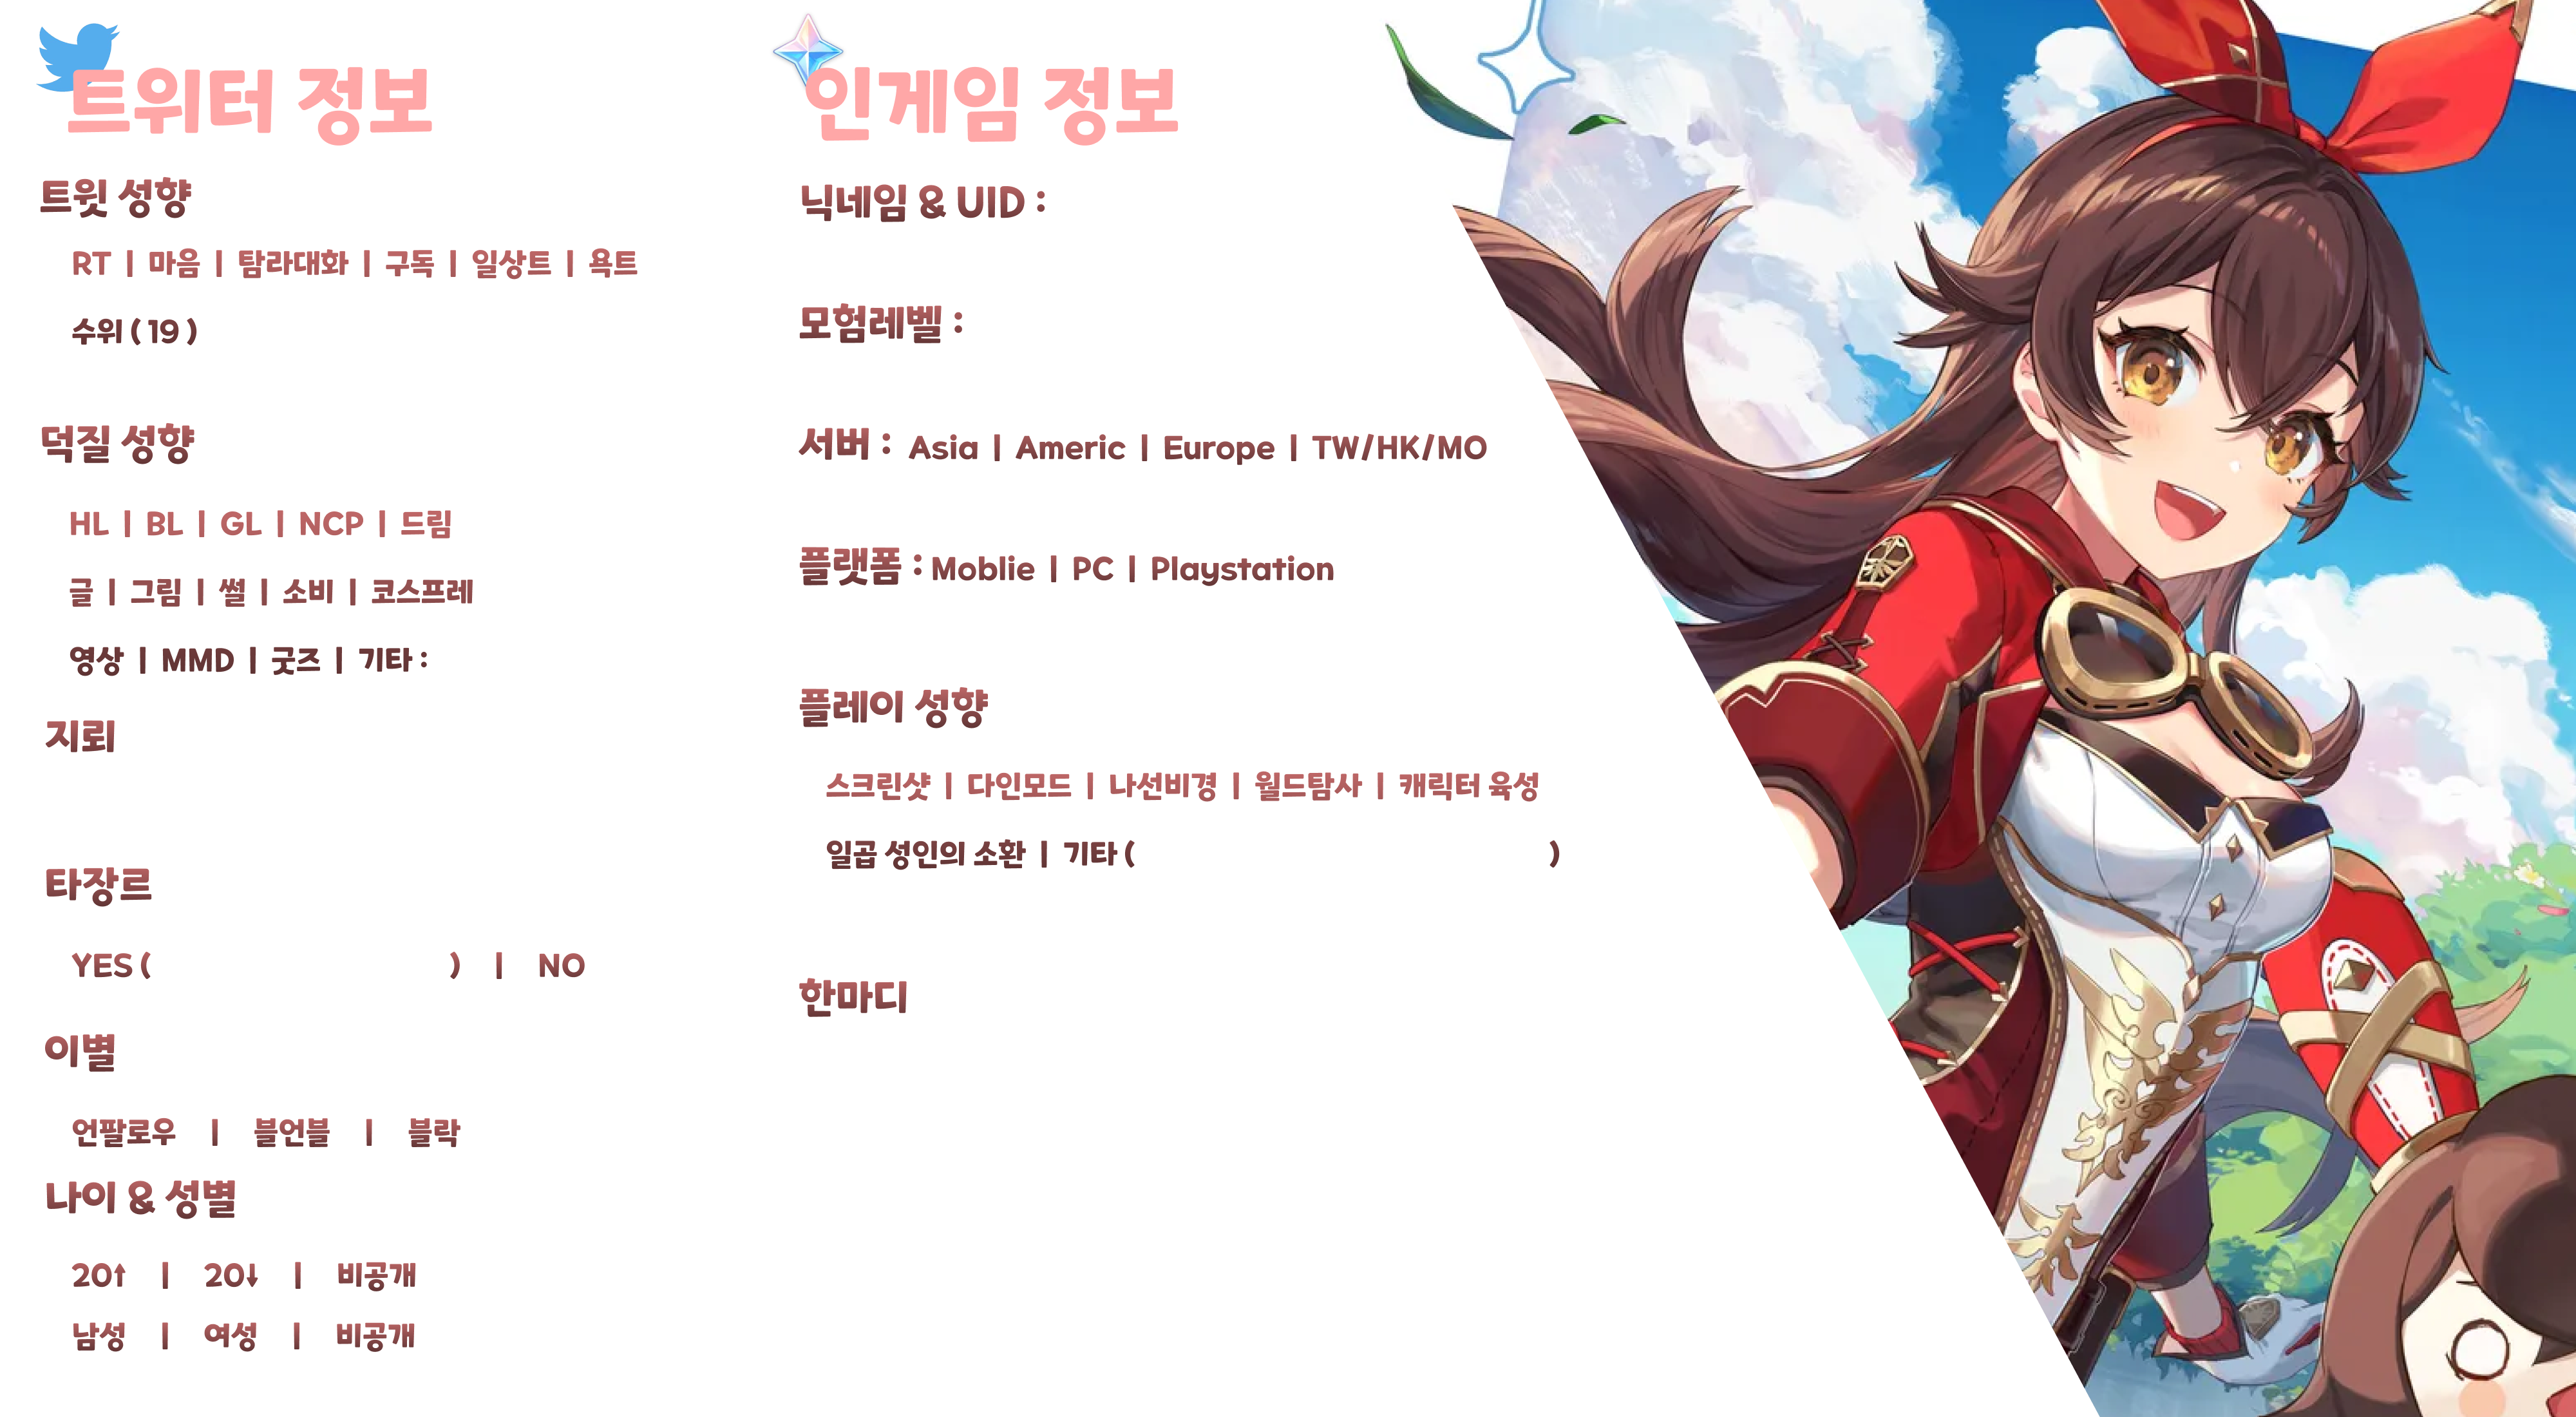 트위터 정보
트윗 성향
RT | 마음 | 탐라대화 | 구독 | 일상트 | 욕트
수위 ( 19 )
덕질 성향
HL | BL | GL | NCP | 드림
글 | 그림 | 썰 | 소비 | 코스프레
영상 | MMD | 굿즈 | 기타 :
지뢰
타장르
YES ( ) | NO
이별
언팔로우 | 블언블 | 블락
나이 & 성별
20↑ | 20↓ | 비공개
남성 | 여성 | 비공개
인게임 정보
닉네임 & UID :
모험레벨 :
서버 : Asia | Americ | Europe | TW/HK/MO
플랫폼 : Moblie | PC | Playstation
플레이 성향
스크린샷 | 다인모드 | 나선비경 | 월드탐사 | 캐릭터 육성
일곱 성인의 소환 | 기타 ( )
한마디